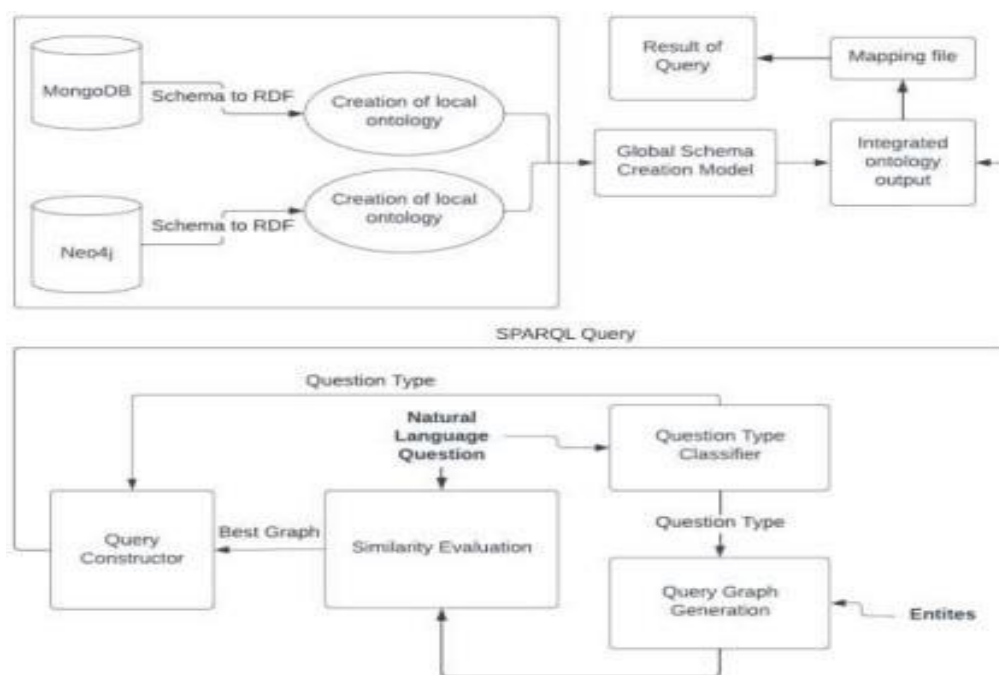 MongoDB
Schema to RDF
Creation of local
ontology
Neo4j
Schema to RDF
Creation of local
ontology
Global Schema
Creation Model
Result of
Query
Mapping file
Integrated
ontology
output
SPARQL Query
Question Type
Natural
Language
Question
Question Type
Classifier
Question Type
Query
Constructor
Best Graph
Similarity Evaluation
Query Graph
Generation
Entites